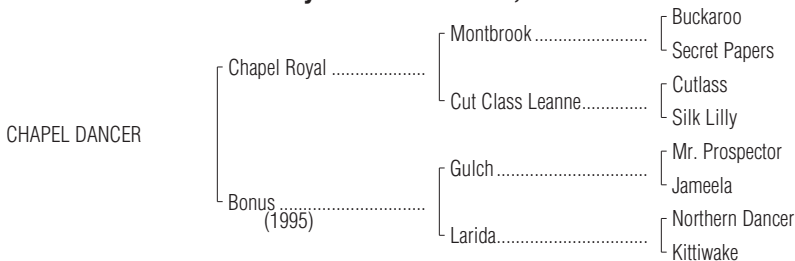 Buckaroo
Montbrook
Secret Papers
Chapel Royal
Cutlass
Cut Class Leanne
Silk Lilly
CHAPEL DANCER
Mr. Prospector
Gulch
Jameela
Bonus
(1995)
Northern Dancer
Larida
Kittiwake